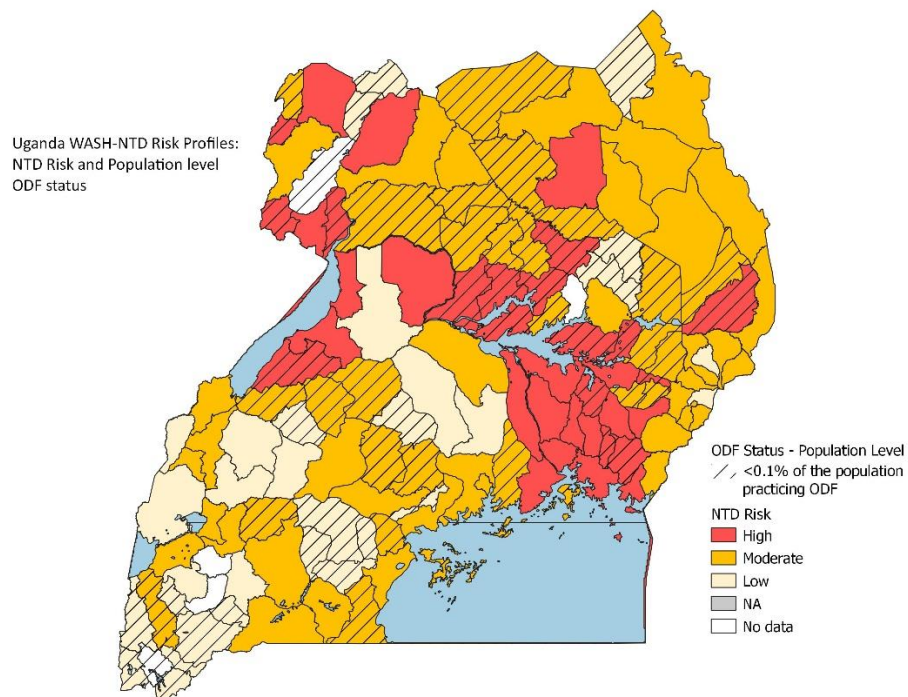 Uganda WASH-NTD Risk Profiles:
NTD Risk and Population level
ODF status
ODF Status - Population Level
<0.1% of the population
practicing ODF
NTD Risk
High
Moderate
Low
NA
No data